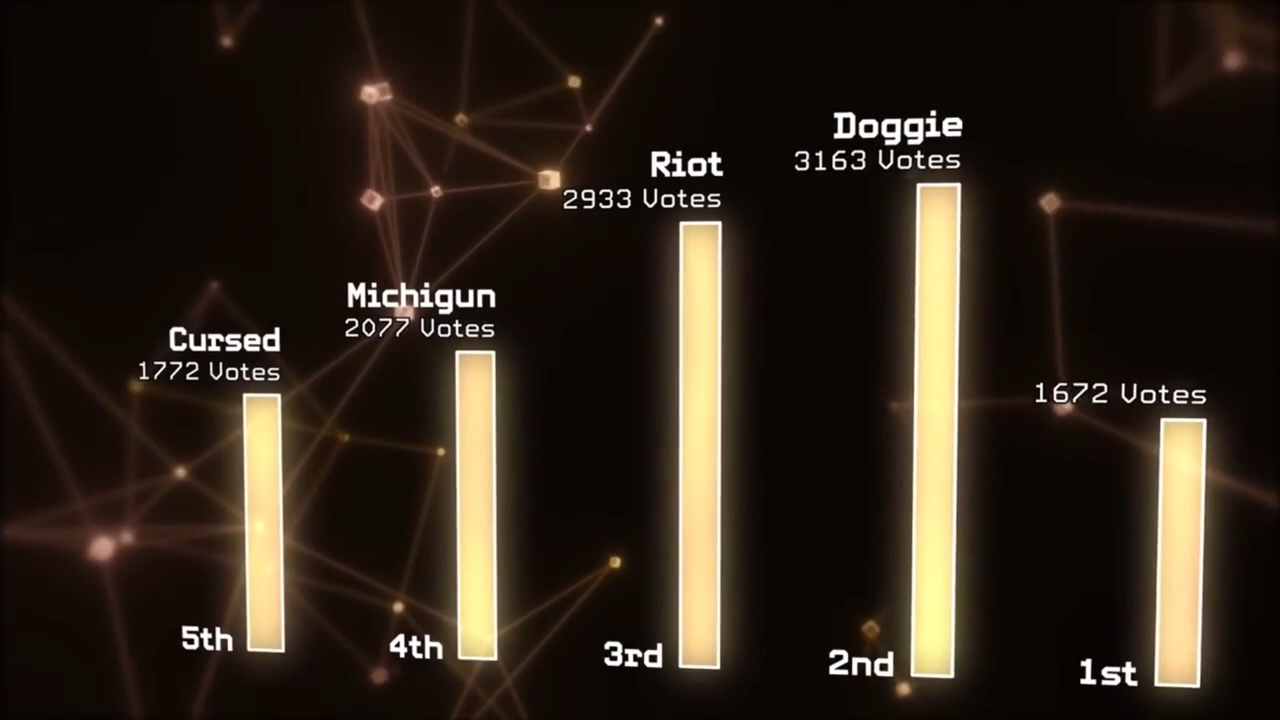 Doggie
3163 Votes
Riot
2933 Votes
Michigun
2077 Votes
Cursed
1772 Votes
1672 Votes
5th
4th
3rd
2nd
1st